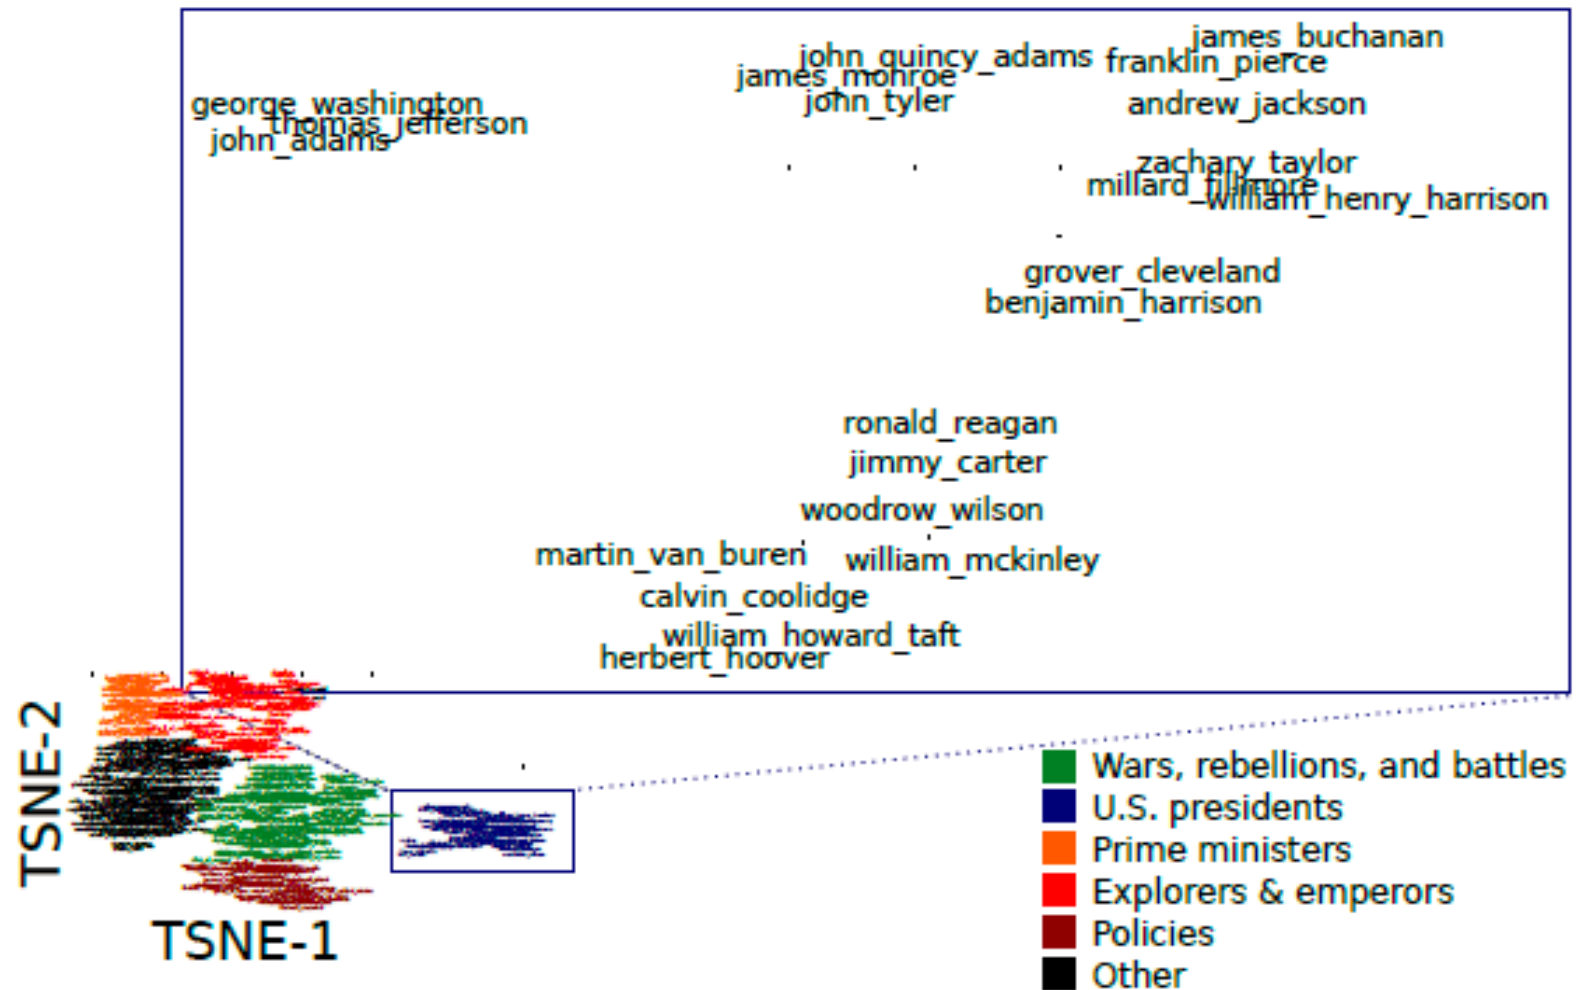 james_buchanan
john_quincy_adams
franklin_pierce
james_monroe
george_washington
john_tyler
andrew_jackson
thomas_jefferson
john_adams
zachary_taylor
millard_fillmore
william_henry_harrison
grover_cleveland
benjamin_harrison
ronald_reagan
jimmy_carter
woodrow_wilson
martin_van_buren
william_mckinley
calvin_coolidge
william_howard_taft
herbert_hoover
TSNE-2
TSNE-1
Wars, rebellions, and battles
U.S. presidents
Prime ministers
Explorers & emperors
Policies
Other